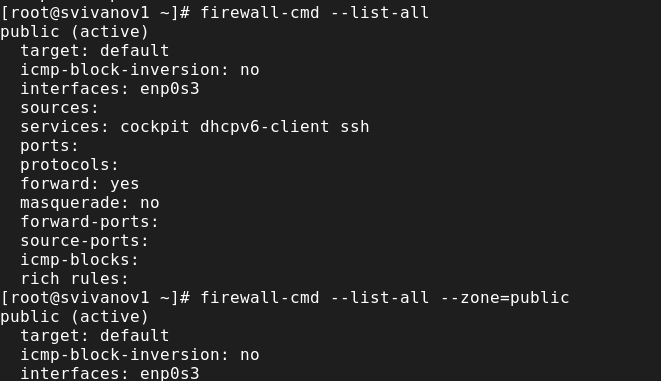 [root@svivanov1 ~]# firewall-cmd --list-all
public (active)
  target: default
  icmp-block-inversion: no
  interfaces: enp0s3
  sources:
  services: cockpit dhcpv6-client ssh
  ports:
  protocols:
  forward: yes
  masquerade: no
  forward-ports:
  source-ports:
  icmp-blocks:
  rich rules:
[root@svivanov1 ~]# firewall-cmd --list-all --zone=public
public (active)
  target: default
  icmp-block-inversion: no
  interfaces: enp0s3